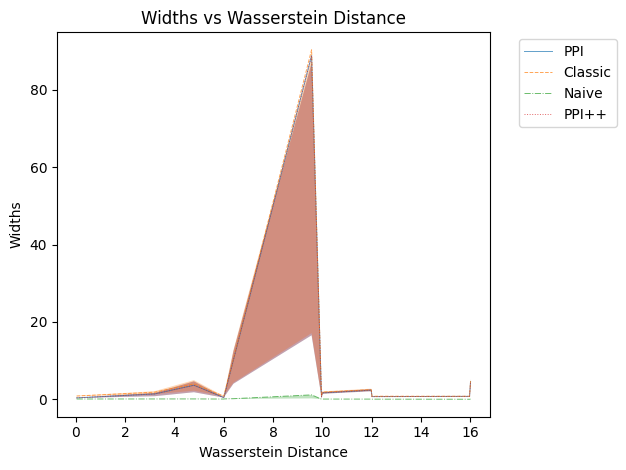 Widths vs Wasserstein Distance
PPI
Classic
Naive
PPI++
Widths
80
60
40
20
0
0 2 4 6 8 10 12 14 16
Wasserstein Distance